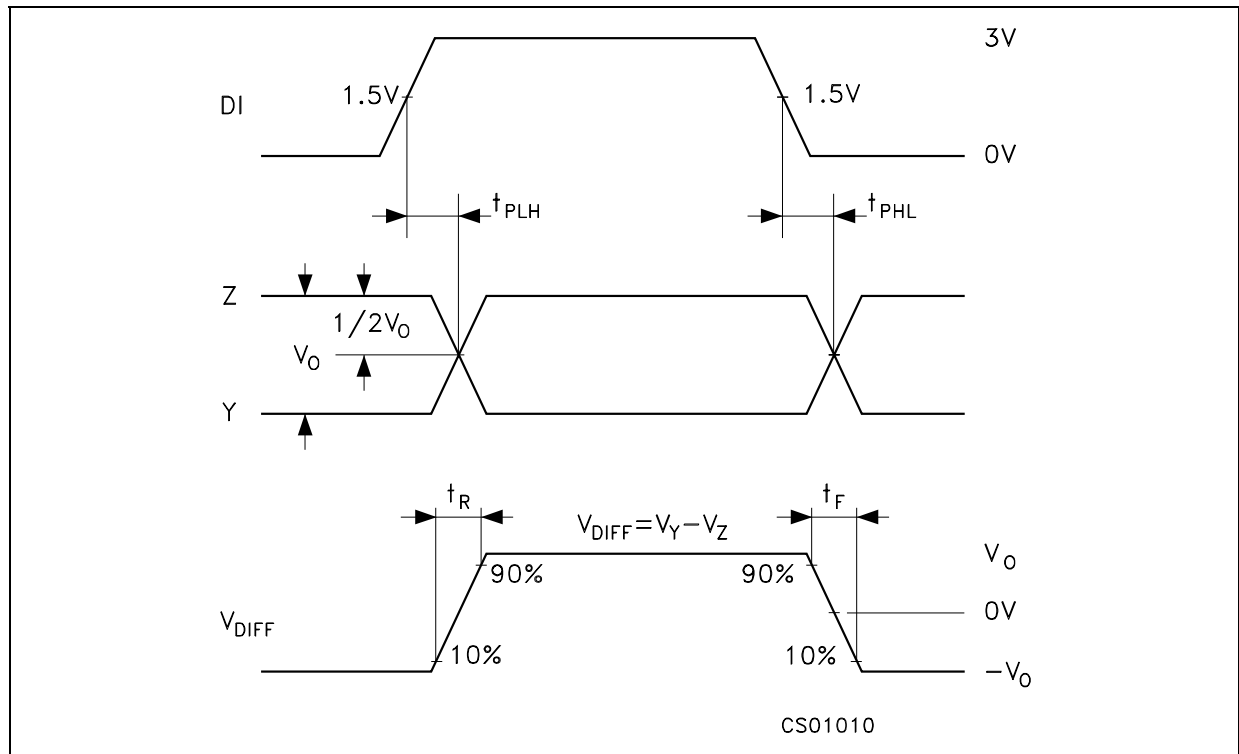 3V
DI
1.5V
1.5V
0V
tPLH
tPHL
Z
1/2VO
VO
Y
tR
tF
VDIFF=VY-VZ
VO
90%
90%
0V
VDIFF
10%
10%
-VO
CS01010